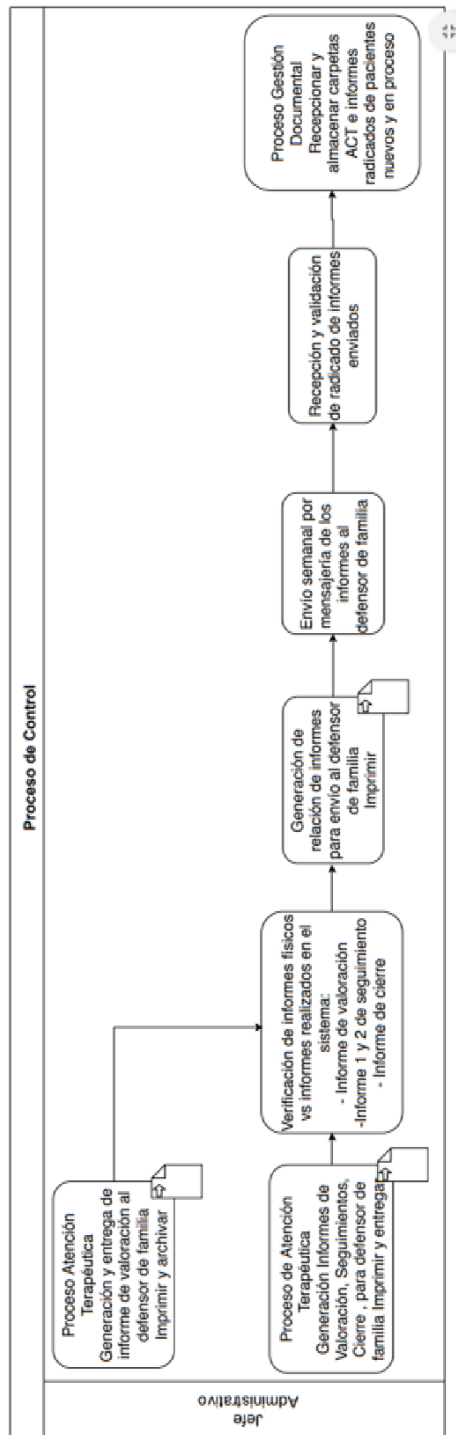 Proceso de Control
Jefe
Administrativo
Proceso Atención
Terapéutica
Generación y entrega de
informe de valoración al
defensor de familia
Imprimir y archivar
Proceso de Atención
Terapéutica
Generación Informes de
Valoración, Seguimientos,
Cierre , para defensor de
familia Imprimir y entrega
Verificación de informes físicos
vs informes realizados en el
sistema:
- Informe de valoración
-Informe 1 y 2 de seguimiento
- Informe de cierre
Generación de
relación de informes
para envío al defensor
de familia
Imprimir
Envío semanal por
mensajería de los
informes al
defensor de familia
Recepción y validación
de radicado de informes
enviados
Proceso Gestión
Documental
Recepcionar y
almacenar carpetas
ACT e informes
radicados de pacientes
nuevos y en proceso